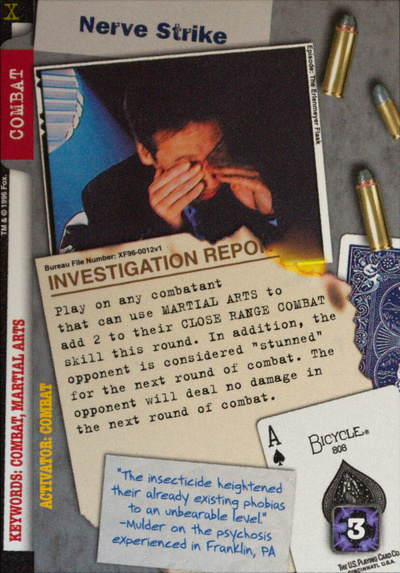 X
Nerve Strike
COMBAT
TM & © 1996 Fox.
Episode: The Erlenmeyer Flask
Bureau File Number: XF96-0012v1
INVESTIGATION REPO
Play on any combatant
that can use MARTIAL ARTS to
add 2 to their CLOSE RANGE COMBAT
skill this round. In addition, the
opponent is considered "stunned"
for the next round of combat. The
opponent will deal no damage in
the next round of combat.
KEYWORDS: COMBAT, MARTIAL ARTS
ACTIVATOR: COMBAT
"The insecticide heightened
their already existing phobias
to an unbearable level."
-Mulder on the psychosis
experienced in Franklin, PA
A
BICYCLE®
808
3
THE U.S. PLAYING CARD CO.
CINCINNATI, U.S.A.